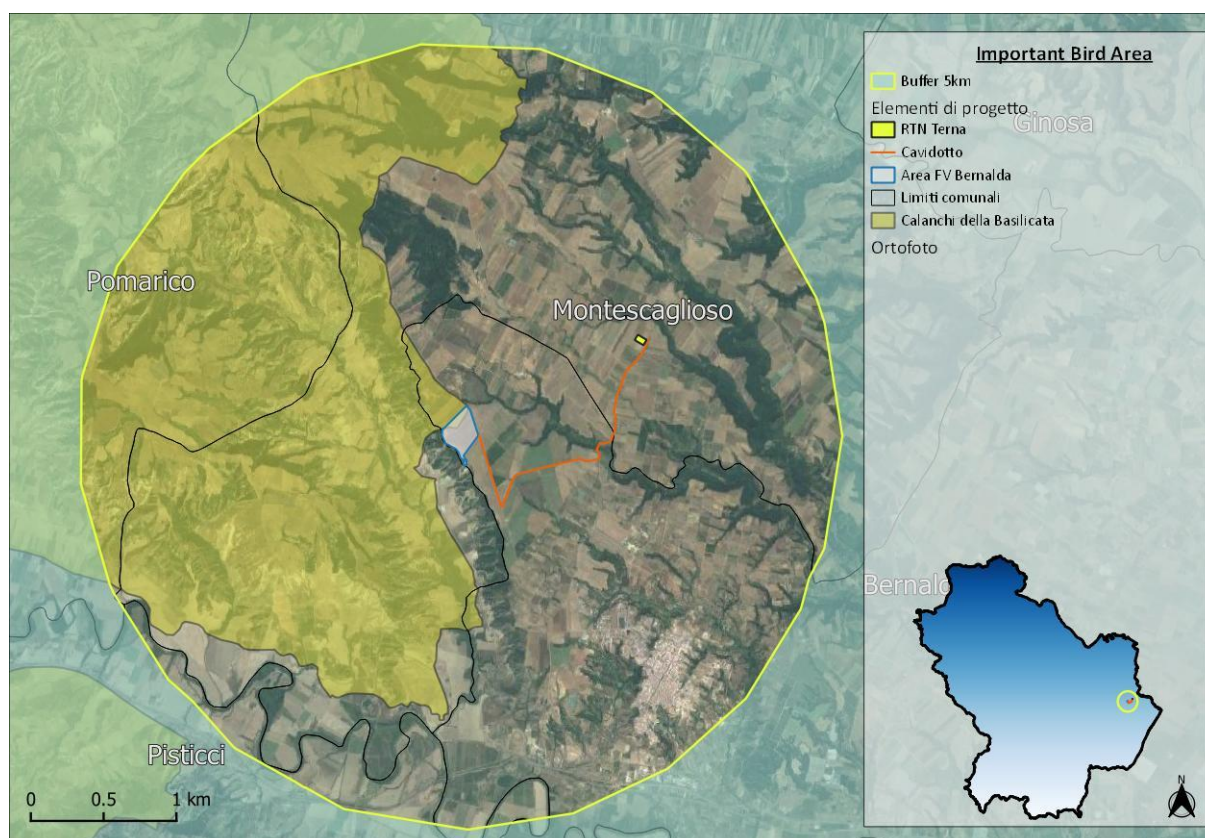 Important Bird Area
Buffer 5km
Elementi di progetto
RTN Terna
Cavidotto
Area FV Bernalda
Limiti comunali
Calanchi della Basilicata
Ortofoto
Ginosa
Pomarico
Montescaglioso
Bernald
Pisticci
0 0.5 1 km
N